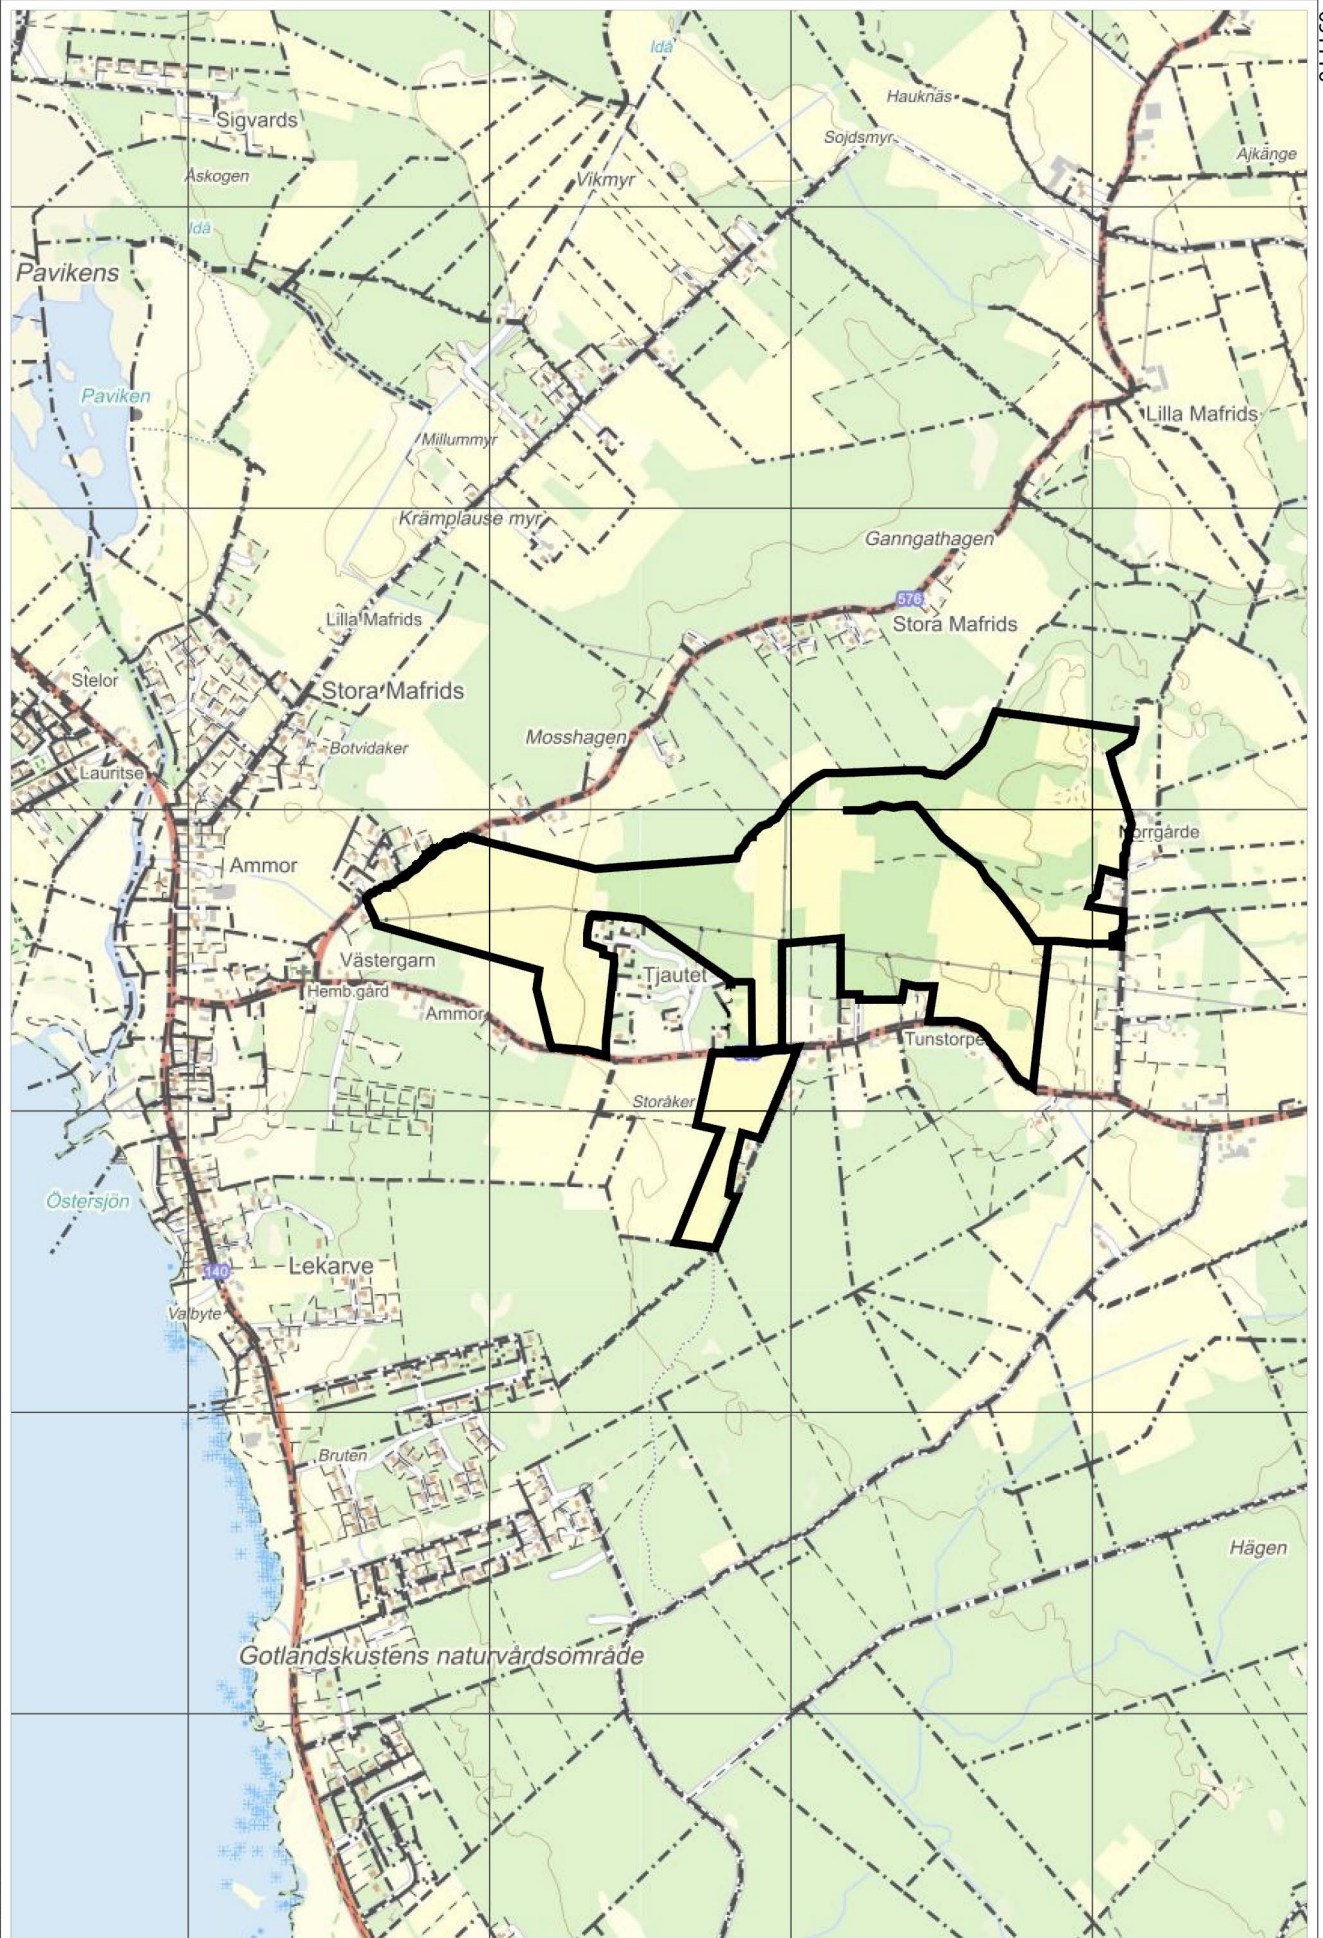 Idå
Hauknäs
Sigvards
Sojdsmyr
Ajkänge
Åskogen
Vikmyr
Idå
Pavikens
Paviken
Lilla Mafrids
Millummyr
Krämplause myr
Ganngathagen
576
Lilla Mafrids
Stora Mafrids
Stelor
Stora Mafrids
Mosshagen
Botvidaker
Lauritse
Norrgårde
Ammor
Västergarn
Tjautet
Hemb.gård
Ammor
Tunstorpe
Storåker
Östersjön
Lekarve
140
Valbyte
Bruten
Hägen
Gotlandskustens naturvårdsområde